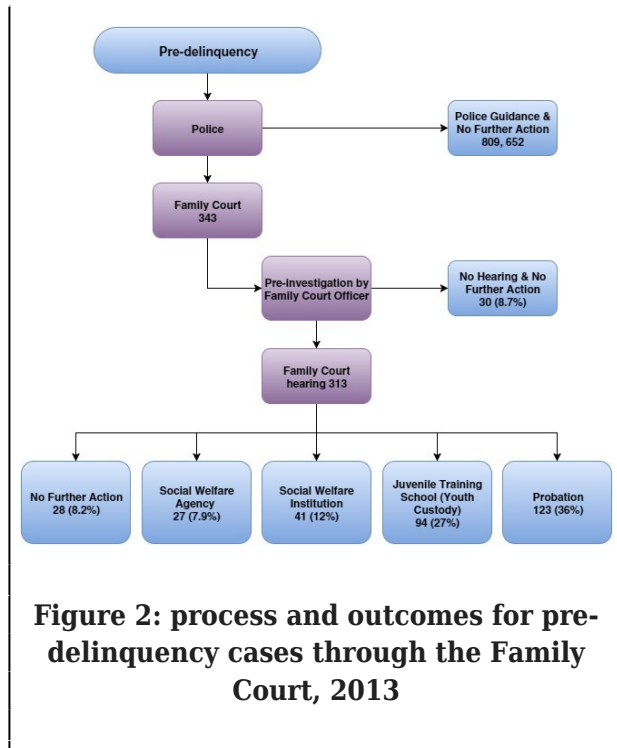 Pre-delinquency
Police
Police Guidance &
No Further Action
809, 652
Family Court
343
Pre-investigation by
Family Court Officer
No Hearing & No
Further Action
30 (8.7%)
Family Court
hearing 313
No Further Action
28 (8.2%)
Social Welfare
Agency
27 (7.9%)
Social Welfare
Institution
41 (12%)
Juvenile Training
School (Youth
Custody)
94 (27%)
Probation
123 (36%)
Figure 2: process and outcomes for pre-
delinquency cases through the Family
Court, 2013